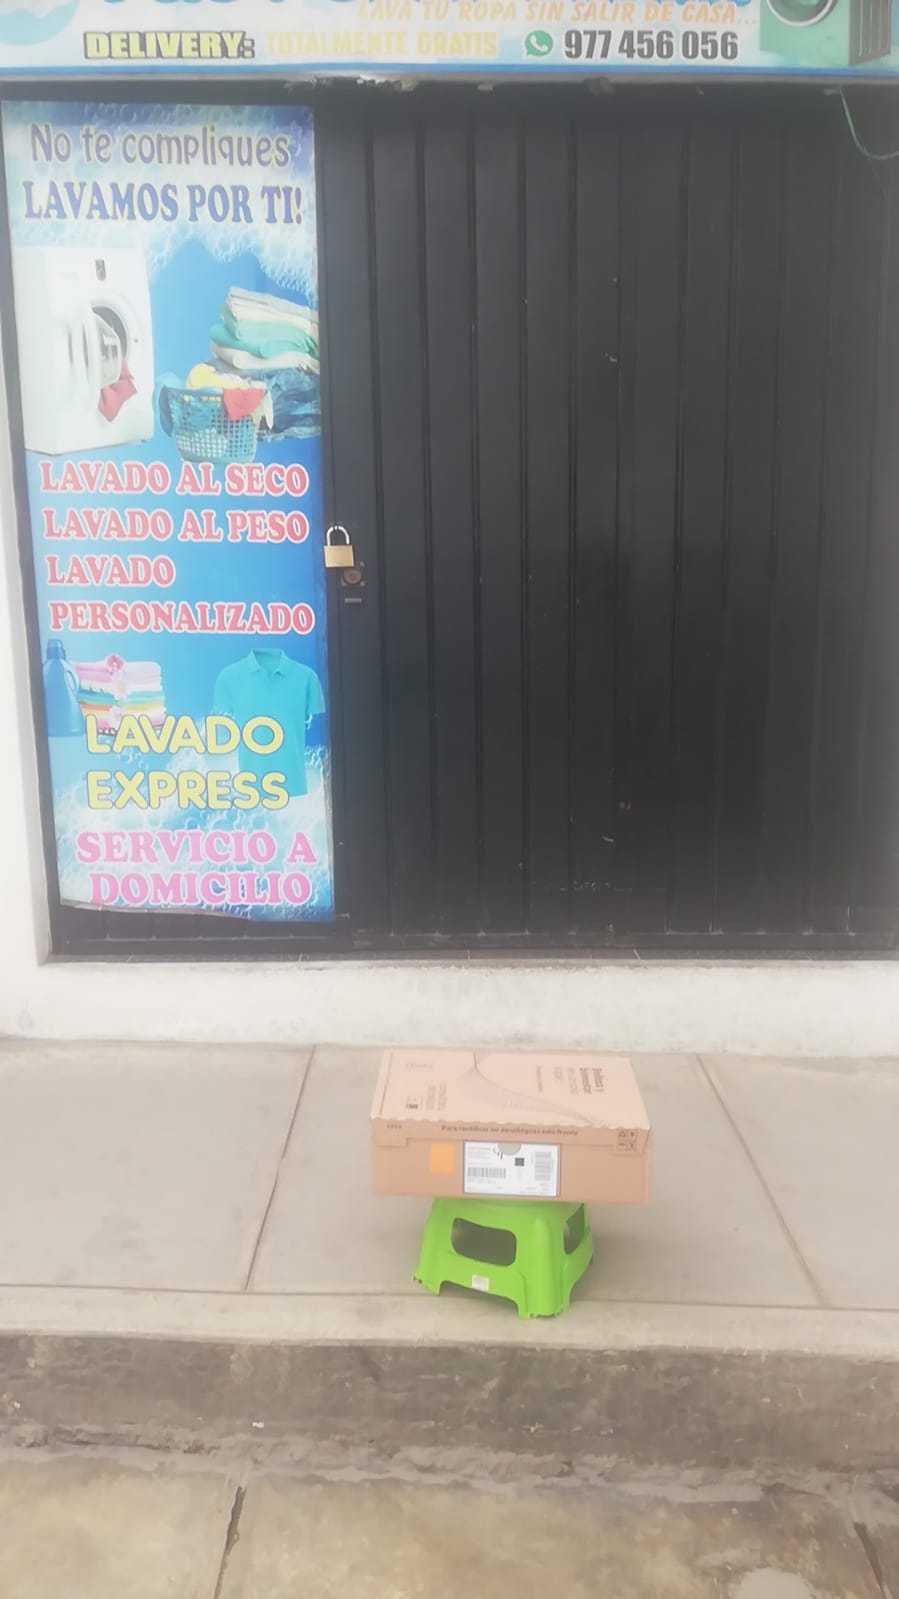 LAVA TU ROPA SIN SALIR DE CASA...
DELIVERY: TOTALMENTE GRATIS 977 456 056
No te compliques
LAVAMOS POR TI!
LAVADO AL SECO
LAVADO AL PESO
LAVADO
PERSONALIZADO
LAVADO
EXPRESS
SERVICIO A
DOMICILIO